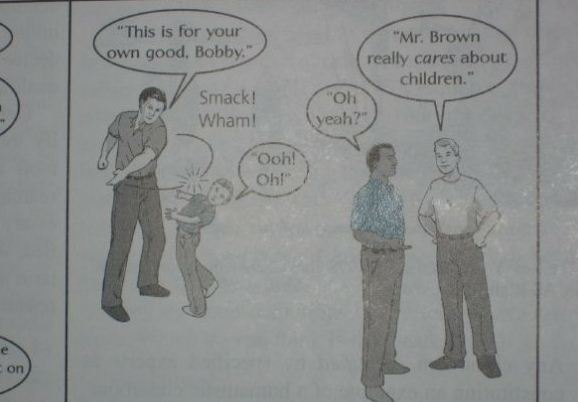 "This is for your
own good, Bobby."
Smack!
Wham!
"Ooh!
Oh!"
"Oh
yeah?"
"Mr. Brown
really cares about
children."
"
e
on